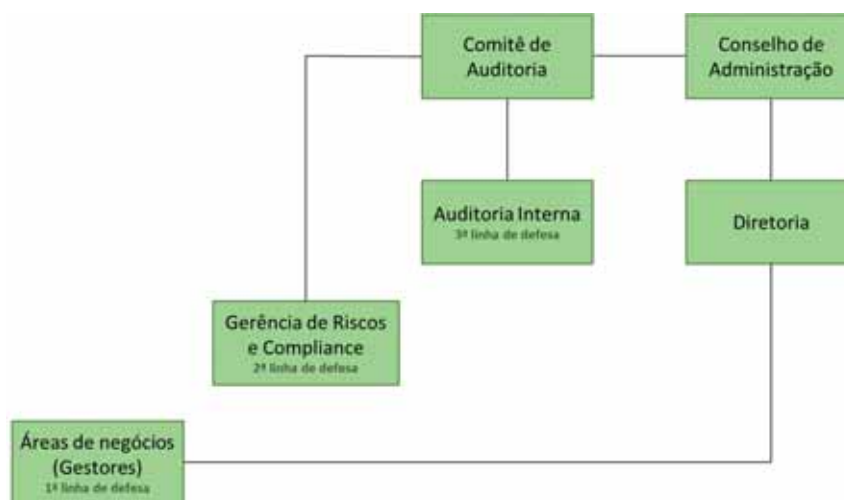 Comitê de
Auditoria
Conselho de
Administração
Auditoria Interna
3ª linha de defesa
Diretoria
Gerência de Riscos
e Compliance
2ª linha de defesa
Áreas de negócios
(Gestores)
1ª linha de defesa